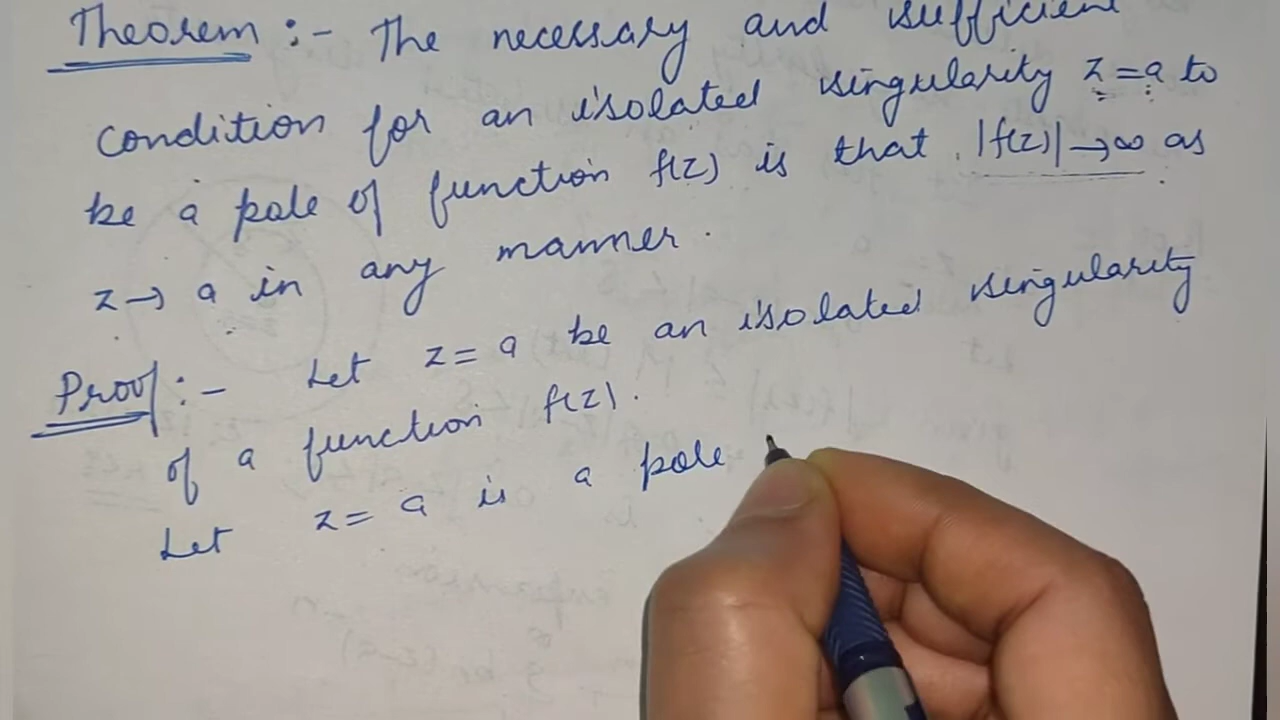 Theorem :- The necessary and sufficient
condition for an isolated singularity z=a to
be a pole of function f(z) is that |f(z)|→∞ as
z→ a in any manner.
Proof :- Let z=a be an isolated singularity
of a function f(z).
Let z= a is a pole